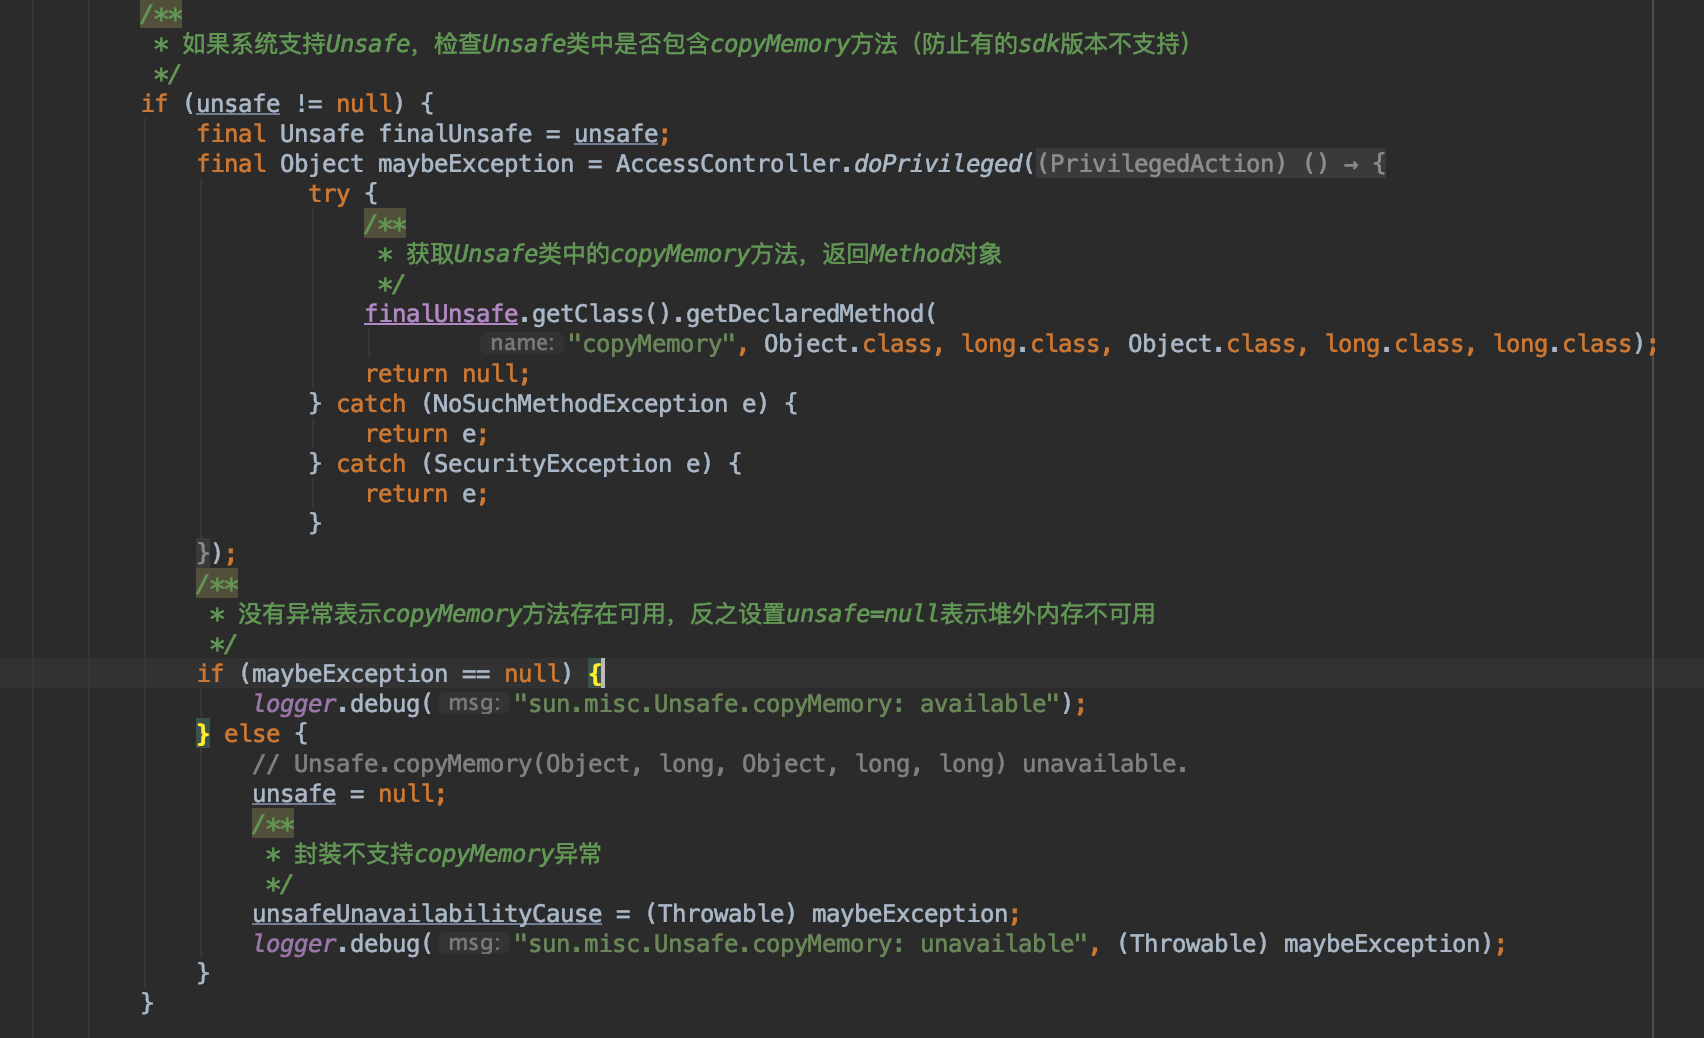 /**
 * 如果系统支持Unsafe，检查Unsafe类中是否包含copyMemory方法（防止有的sdk版本不支持）
 */
if (unsafe != null) {
    final Unsafe finalUnsafe = unsafe;
    final Object maybeException = AccessController.doPrivileged((PrivilegedAction) () → {
            try {
                /**
                 * 获取Unsafe类中的copyMemory方法，返回Method对象
                 */
                finalUnsafe.getClass().getDeclaredMethod(
                        name: "copyMemory", Object.class, long.class, Object.class, long.class, long.class);
                return null;
            } catch (NoSuchMethodException e) {
                return e;
            } catch (SecurityException e) {
                return e;
            }
    });
    /**
     * 没有异常表示copyMemory方法存在可用，反之设置unsafe=null表示堆外内存不可用
     */
    if (maybeException == null) {
        logger.debug( msg: "sun.misc.Unsafe.copyMemory: available");
    } else {
        // Unsafe.copyMemory(Object, long, Object, long, long) unavailable.
        unsafe = null;
        /**
         * 封装不支持copyMemory异常
         */
        unsafeUnavailabilityCause = (Throwable) maybeException;
        logger.debug( msg: "sun.misc.Unsafe.copyMemory: unavailable", (Throwable) maybeException);
    }
}